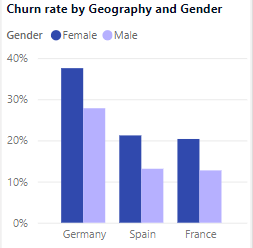 Churn rate by Geography and Gender
Gender Female Male
40%
30%
20%
10%
0%
Germany Spain France